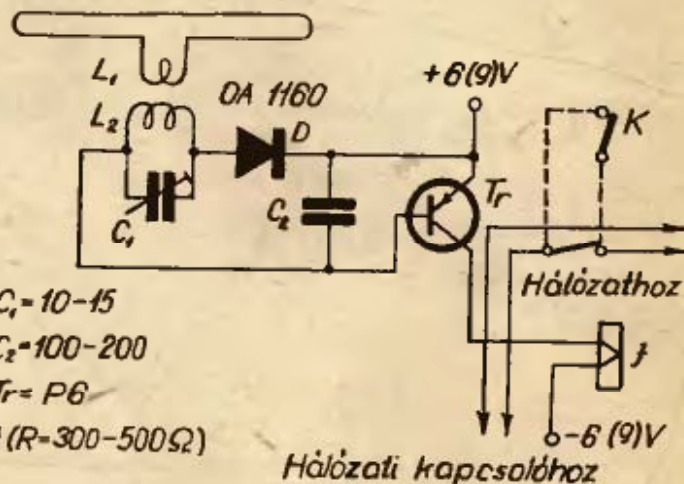 L₁
L₂
OA 1160
D
C₁
C₂
+6(9)V
Tr
K
Hálózathoz
C₁=10-15
C₂=100-200
Tr= P6
(R=300-500Ω)
J
-6(9)V
Hálózati kapcsolóhoz